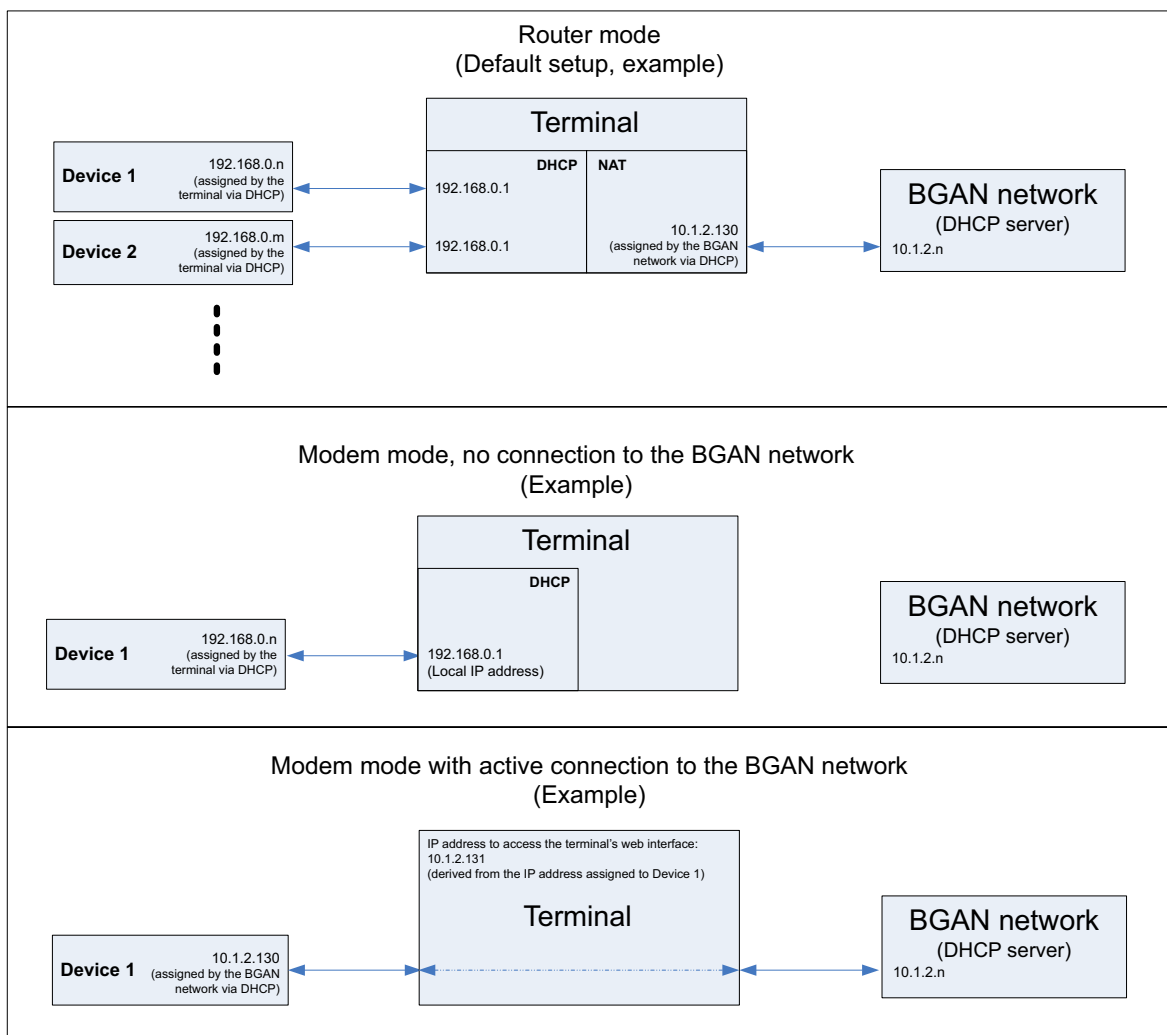 Router mode
(Default setup, example)
Terminal
Device 1
192.168.0.n
(assigned by the
terminal via DHCP)
DHCP
192.168.0.1
NAT
Device 2
192.168.0.m
(assigned by the
terminal via DHCP)
192.168.0.1
10.1.2.130
(assigned by the BGAN
network via DHCP)
BGAN network
(DHCP server)
10.1.2.n
Modem mode, no connection to the BGAN network
(Example)
Terminal
DHCP
Device 1
192.168.0.n
(assigned by the
terminal via DHCP)
192.168.0.1
(Local IP address)
BGAN network
(DHCP server)
10.1.2.n
Modem mode with active connection to the BGAN network
(Example)
IP address to access the terminal's web interface:
10.1.2.131
(derived from the IP address assigned to Device 1)
Terminal
Device 1
10.1.2.130
(assigned by the BGAN
network via DHCP)
BGAN network
(DHCP server)
10.1.2.n